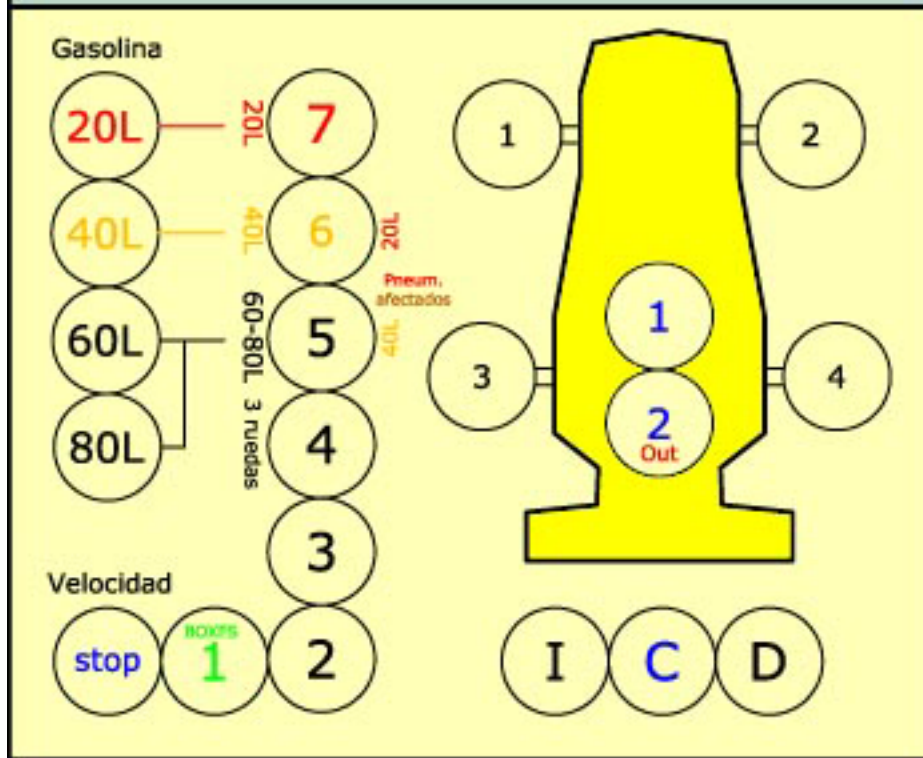 Gasolina
20L
20L
7
40L
40L
6
20L
Pneum.
afectados
60L
60-80L 3 ruedas
5
40L
80L
4
3
Velocidad
stop
BOXES
1
2
1
2
3
4
1
2
Out
I
C
D